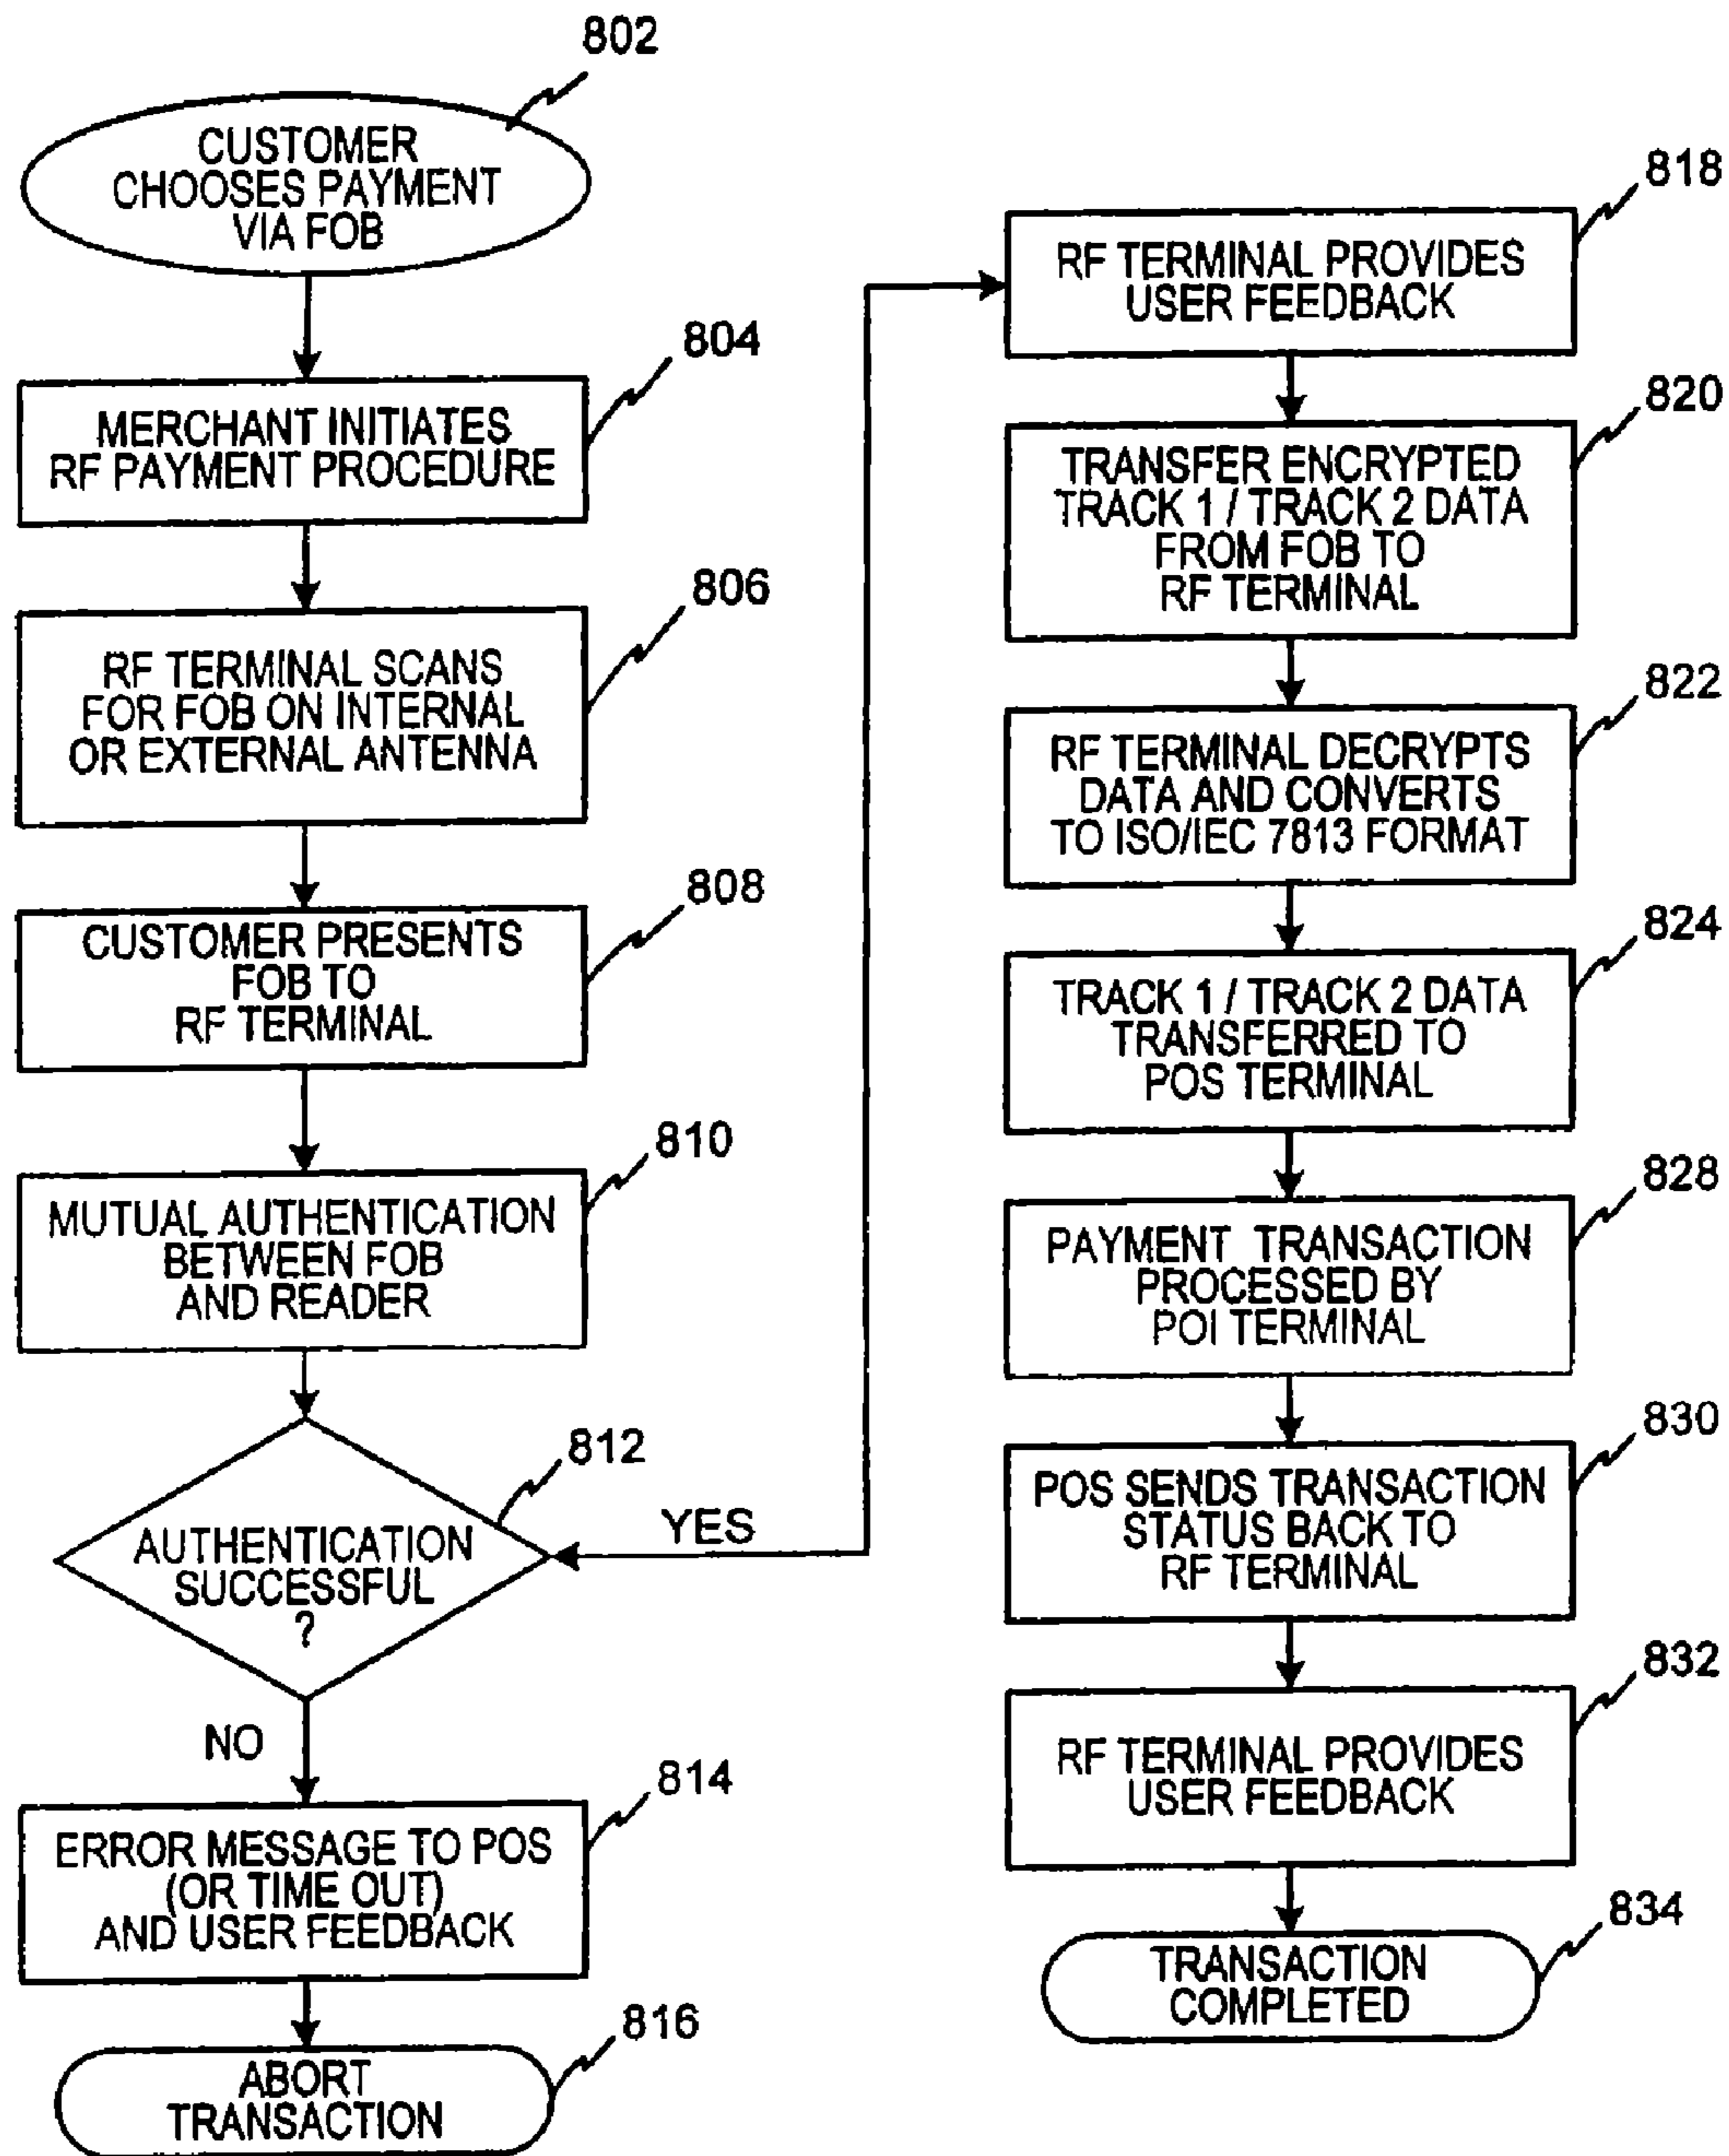 802
CUSTOMER
CHOOSES PAYMENT
VIA FOB
804
MERCHANT INITIATES
RF PAYMENT PROCEDURE
806
RF TERMINAL SCANS
FOR FOB ON INTERNAL
OR EXTERNAL ANTENNA
808
CUSTOMER PRESENTS
FOB TO
RF TERMINAL
810
MUTUAL AUTHENTICATION
BETWEEN FOB
AND READER
812
AUTHENTICATION
SUCCESSFUL
?
YES
NO
814
ERROR MESSAGE TO POS
(OR TIME OUT)
AND USER FEEDBACK
816
ABORT
TRANSACTION
818
RF TERMINAL PROVIDES
USER FEEDBACK
820
TRANSFER ENCRYPTED
TRACK 1 / TRACK 2 DATA
FROM FOB TO
RF TERMINAL
822
RF TERMINAL DECRYPTS
DATA AND CONVERTS
TO ISO/IEC 7813 FORMAT
824
TRACK 1 / TRACK 2 DATA
TRANSFERRED TO
POS TERMINAL
828
PAYMENT TRANSACTION
PROCESSED BY
POI TERMINAL
830
POS SENDS TRANSACTION
STATUS BACK TO
RF TERMINAL
832
RF TERMINAL PROVIDES
USER FEEDBACK
834
TRANSACTION
COMPLETED